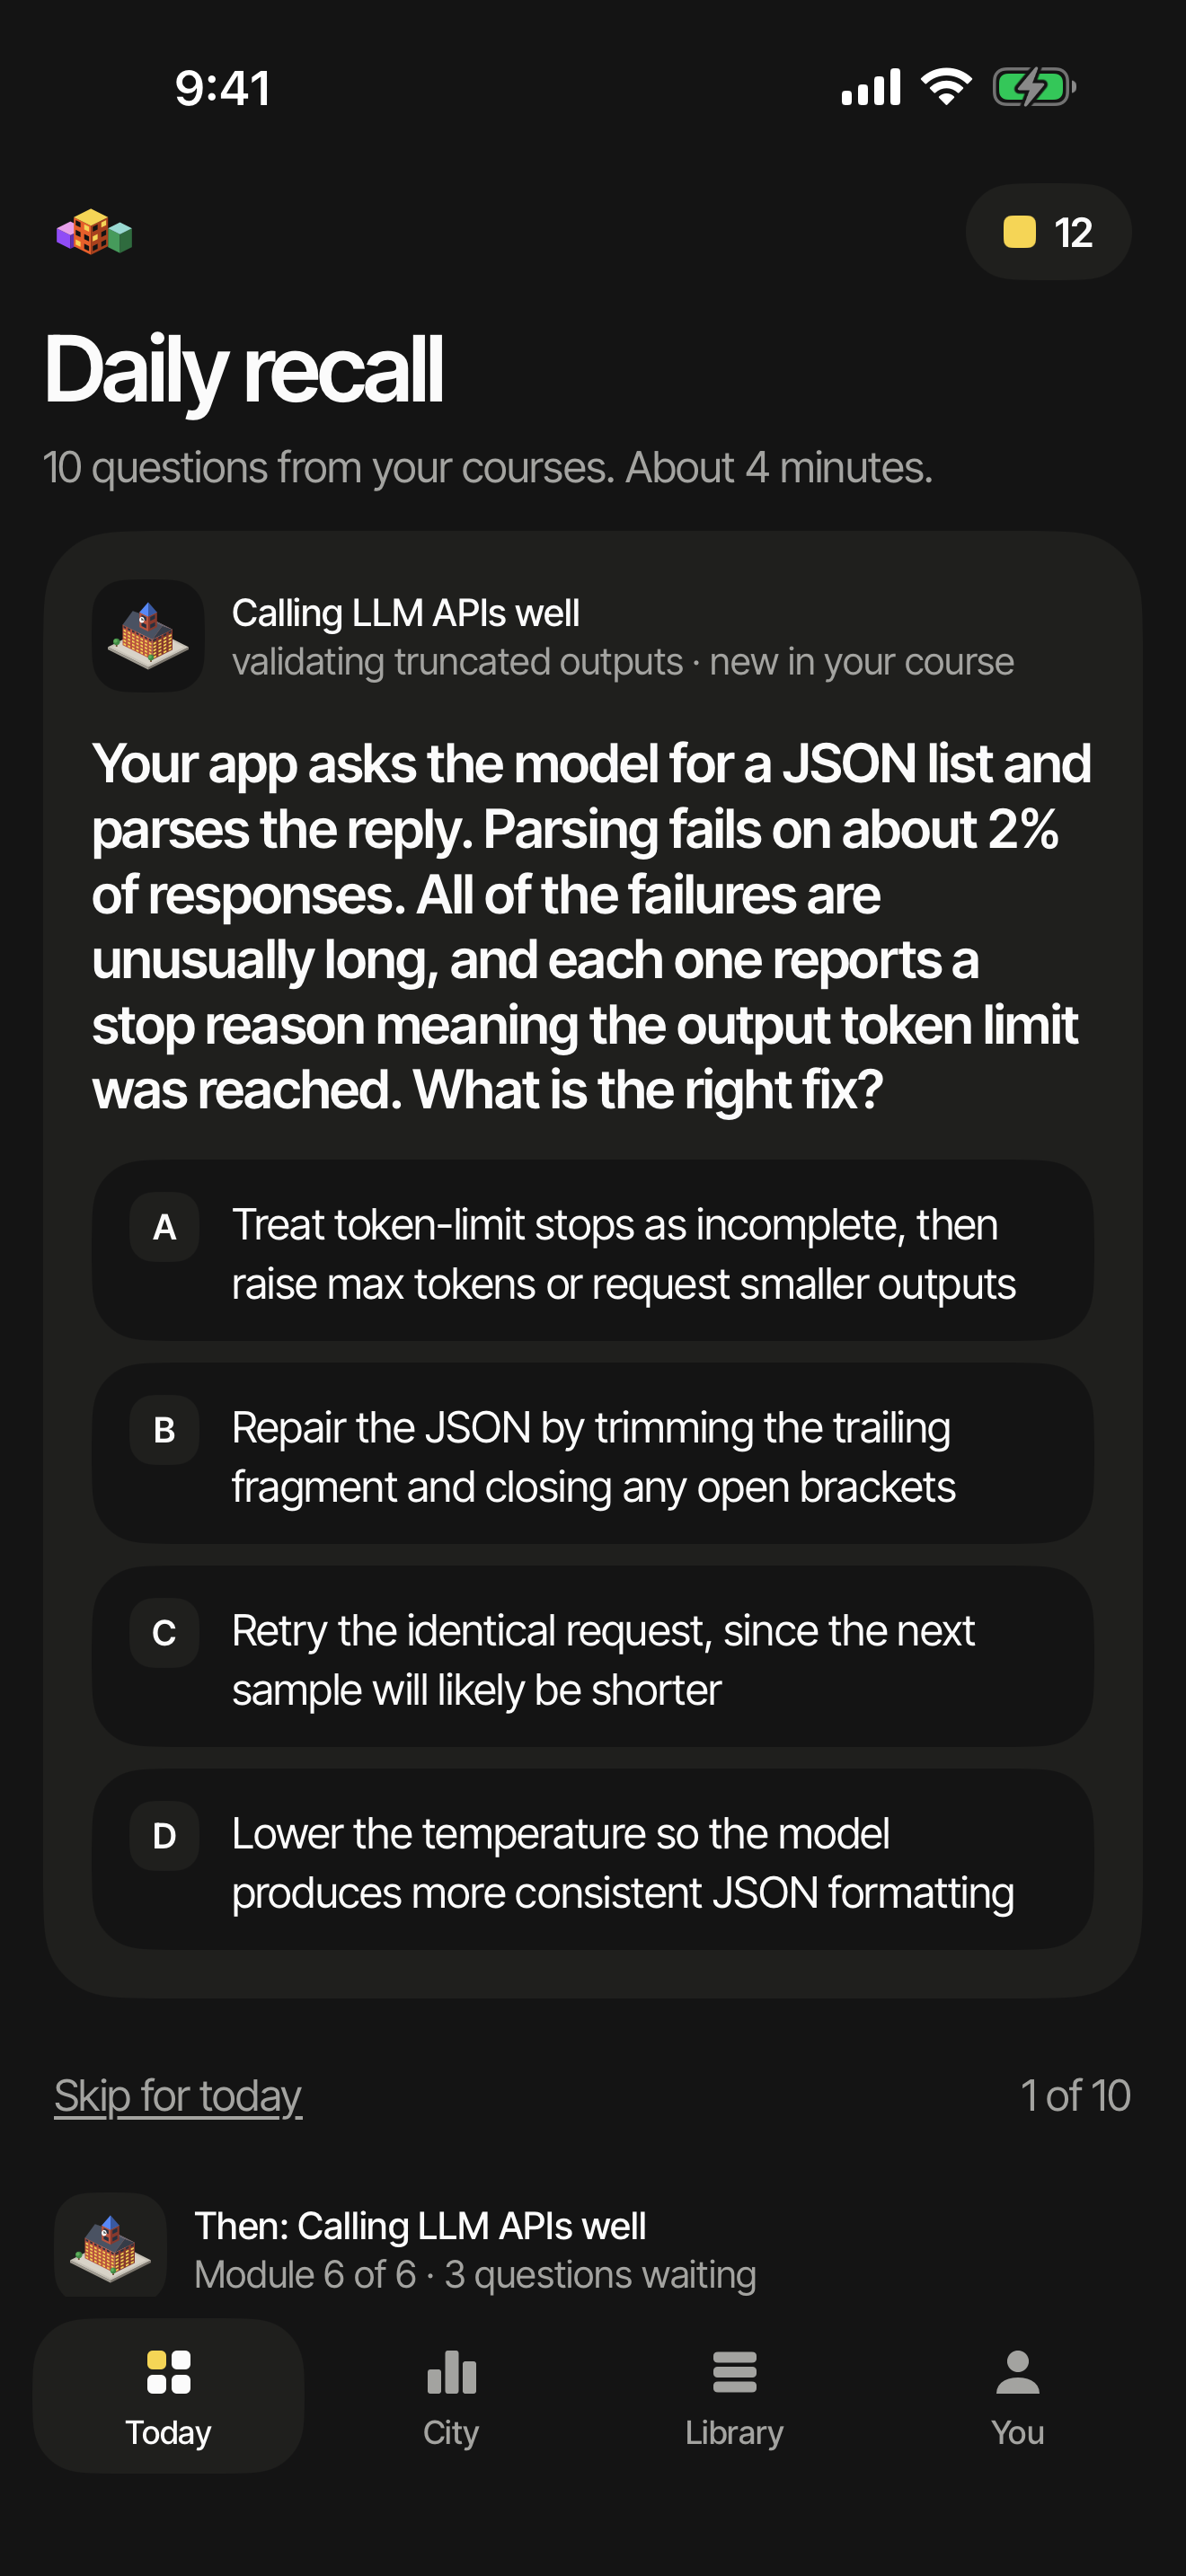 9:41
12
Daily recall
10 questions from your courses. About 4 minutes.
Calling LLM APIs well
validating truncated outputs · new in your course
Your app asks the model for a JSON list and
parses the reply. Parsing fails on about 2%
of responses. All of the failures are
unusually long, and each one reports a
stop reason meaning the output token limit
was reached. What is the right fix?
A
Treat token-limit stops as incomplete, then
raise max tokens or request smaller outputs
B
Repair the JSON by trimming the trailing
fragment and closing any open brackets
C
Retry the identical request, since the next
sample will likely be shorter
D
Lower the temperature so the model
produces more consistent JSON formatting
Skip for today
1 of 10
Then: Calling LLM APIs well
Module 6 of 6 · 3 questions waiting
Today
City
Library
You